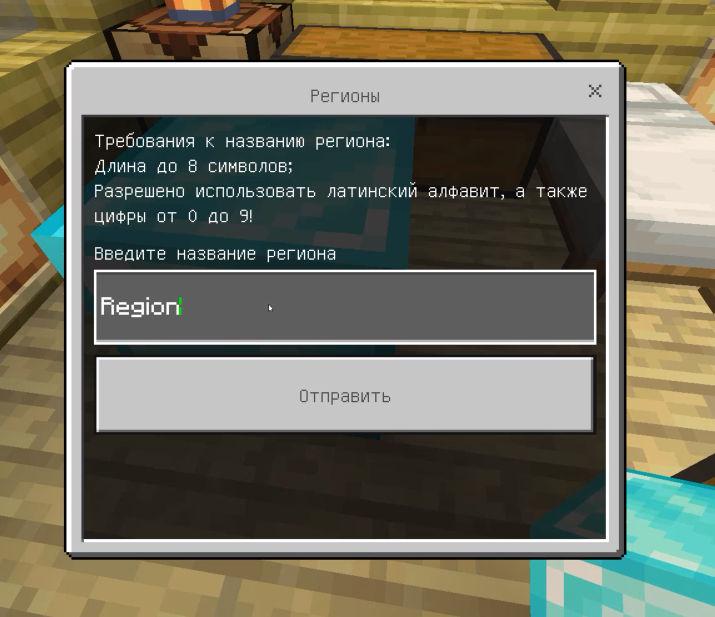 Регионы
Требования к названию региона:
Длина до 8 символов;
Разрешено использовать латинский алфавит, а также
цифры от 0 до 9!
Введите название региона
Region
Отправить